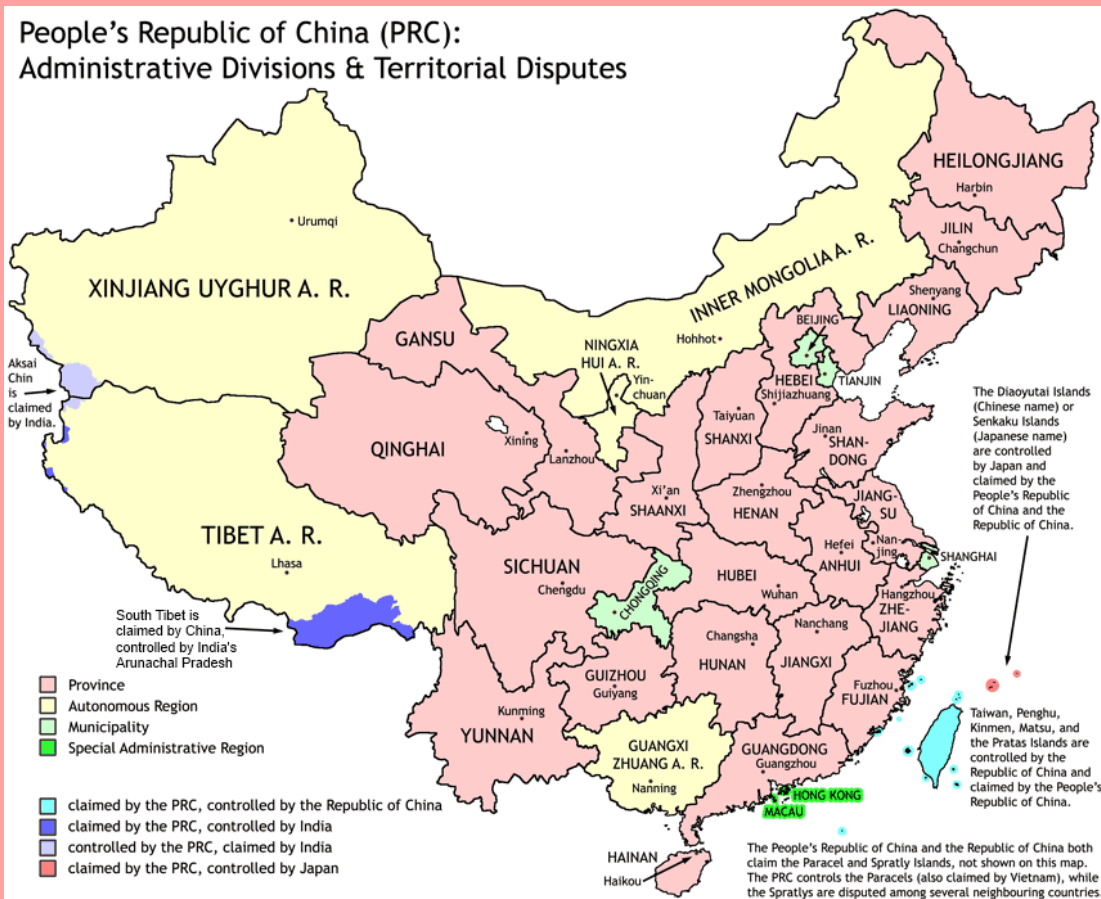 People's Republic of China (PRC):
Administrative Divisions & Territorial Disputes
HEILONGJIANG
Harbin
JILIN
Changchun
Urumqi
XINJIANG UYGHUR A. R.
INNER MONGOLIA A. R.
Shenyang
LIAONING
BEIJING
GANSU
Hohhot
NINGXIA
HUI A. R.
Yin-
chuan
HEBEI
Shijiazhuang
TIANJIN
Aksai
Chin
is
claimed
by India.
The Diaoyutai Islands
(Chinese name) or
Senkaku Islands
(Japanese name)
are controlled
by Japan and
claimed by the
People's Republic
of China and the
Republic of China.
Taiyuan
SHANXI
Jinan
SHAN-
DONG
QINGHAI
Xining
Lanzhou
Xi'an
SHAANXI
Zhengzhou
HENAN
JIANG-
SU
Nan-
jing
TIBET A. R.
Lhasa
SICHUAN
Chengdu
CHONGQING
HUBEI
Wuhan
Hefei
ANHUI
SHANGHAI
Hangzhou
ZHE-
JIANG
South Tibet is
claimed by China,
controlled by India's
Arunachal Pradesh
Changsha
HUNAN
Nanchang
JIANGXI
GUIZHOU
Guiyang
Fuzhou
FUJIAN
Kunming
YUNNAN
GUANGXI
ZHUANG A. R.
Nanning
GUANGDONG
Guangzhou
HONG KONG
MACAU
Taiwan, Penghu,
Kinmen, Matsu, and
the Pratas Islands are
controlled by the
Republic of China and
claimed by the People's
Republic of China.
HAINAN
Haikou
Province
Autonomous Region
Municipality
Special Administrative Region
claimed by the PRC, controlled by the Republic of China
claimed by the PRC, controlled by India
controlled by the PRC, claimed by India
claimed by the PRC, controlled by Japan
The People's Republic of China and the Republic of China both
claim the Paracel and Spratly Islands, not shown on this map.
The PRC controls the Paracels (also claimed by Vietnam), while
the Spratlys are disputed among several neighbouring countries.